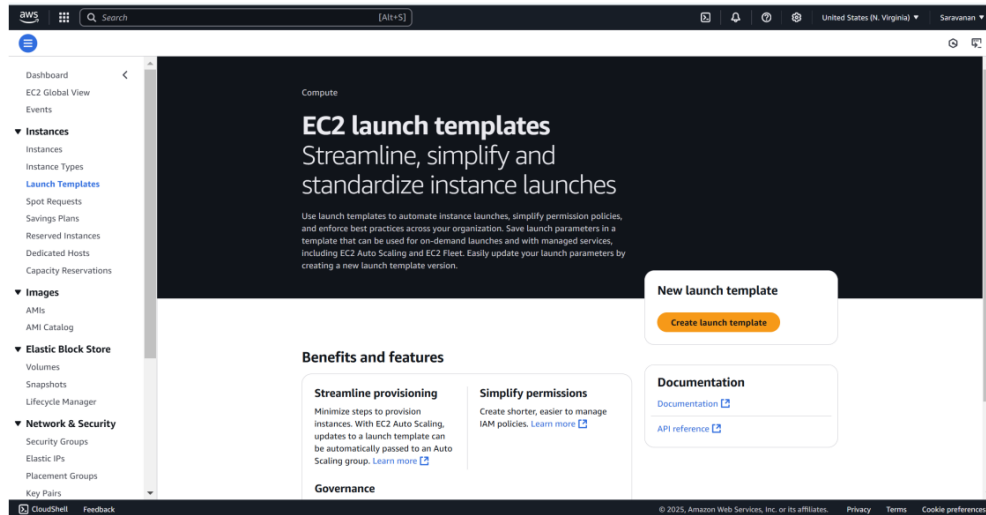 aws
Search
[Alt+S]
United States (N. Virginia)
Saravanan
Dashboard
EC2 Global View
Events
Instances
Instances
Instance Types
Launch Templates
Spot Requests
Savings Plans
Reserved Instances
Dedicated Hosts
Capacity Reservations
Images
AMIs
AMI Catalog
Elastic Block Store
Volumes
Snapshots
Lifecycle Manager
Network & Security
Security Groups
Elastic IPs
Placement Groups
Key Pairs
Compute
EC2 launch templates
Streamline, simplify and
standardize instance launches
Use launch templates to automate instance launches, simplify permission policies,
and enforce best practices across your organization. Save launch parameters in a
template that can be used for on-demand launches and with managed services,
including EC2 Auto Scaling and EC2 Fleet. Easily update your launch parameters by
creating a new launch template version.
New launch template
Create launch template
Benefits and features
Streamline provisioning
Minimize steps to provision
instances. With EC2 Auto Scaling,
updates to a launch template can
be automatically passed to an Auto
Scaling group. Learn more
Simplify permissions
Create shorter, easier to manage
IAM policies. Learn more
Governance
Documentation
Documentation
API reference
CloudShell
Feedback
© 2025, Amazon Web Services, Inc. or its affiliates.
Privacy
Terms
Cookie preferences